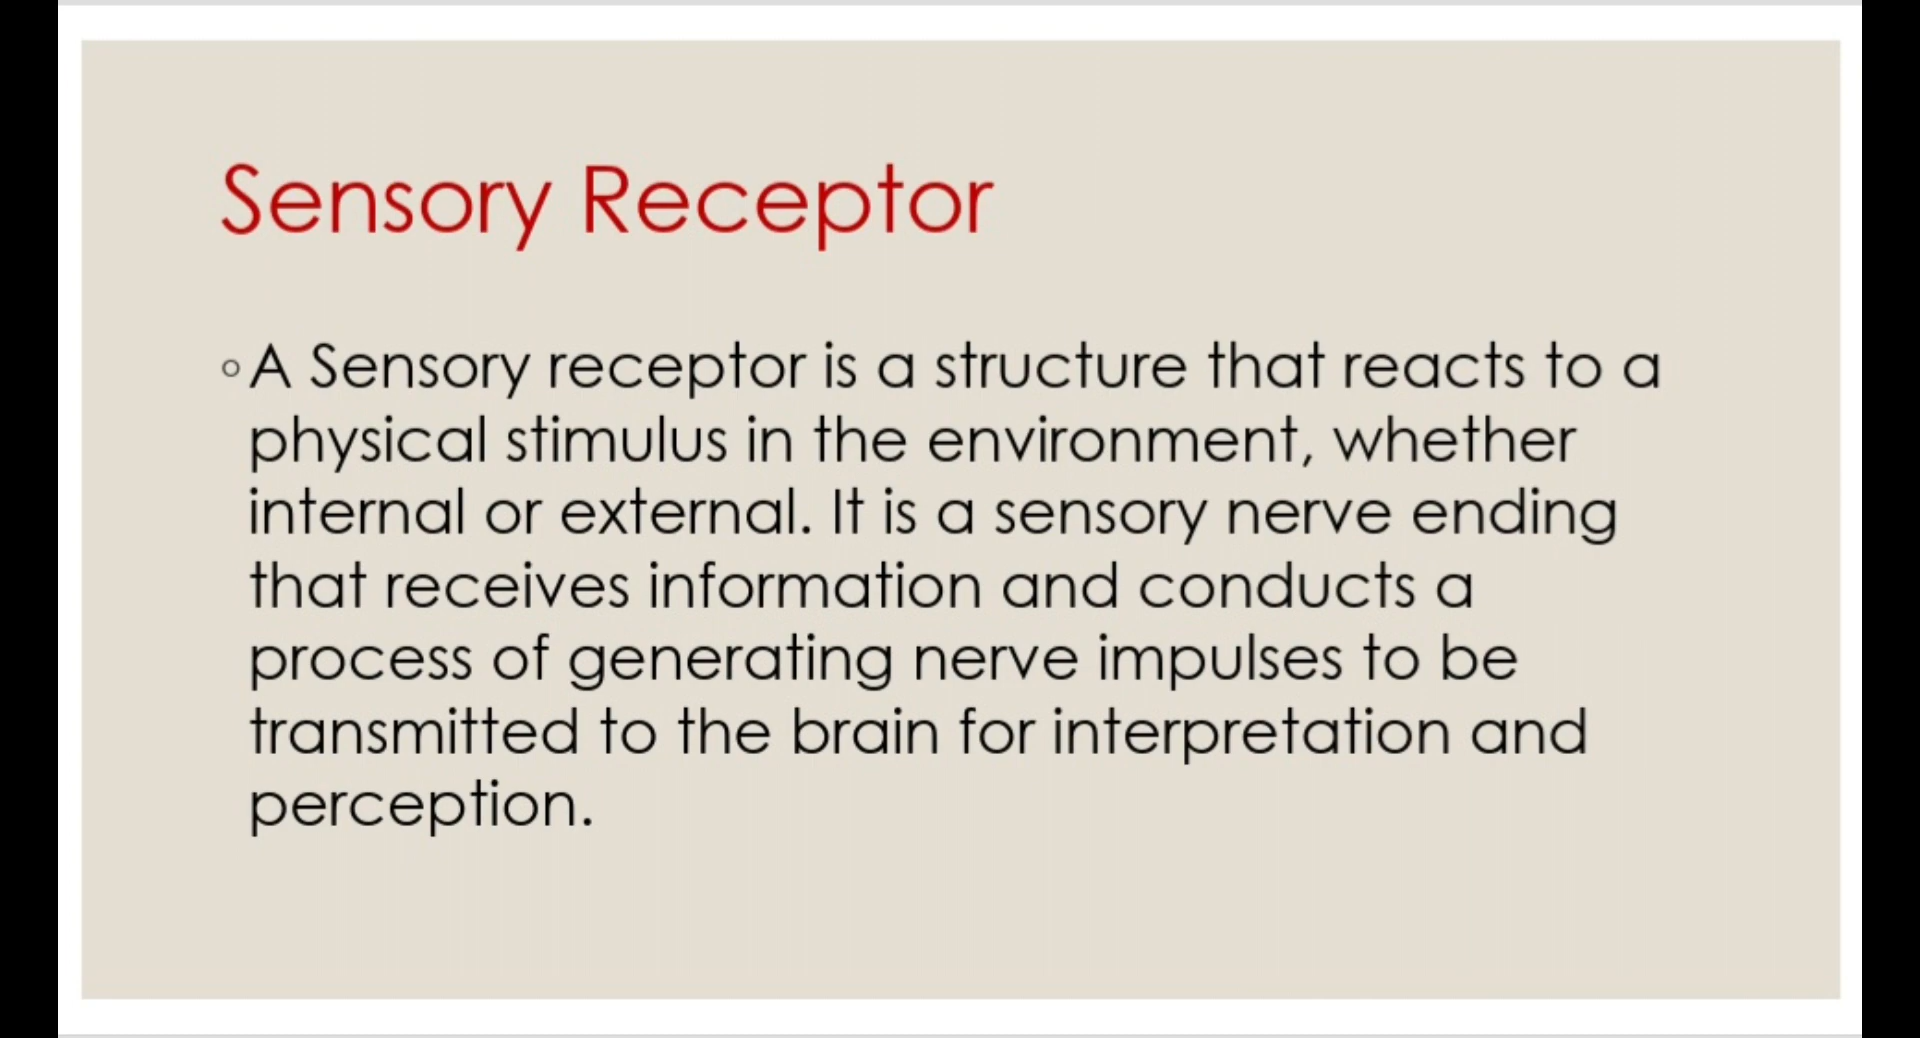 Sensory Receptor
◦A Sensory receptor is a structure that reacts to a
physical stimulus in the environment, whether
internal or external. It is a sensory nerve ending
that receives information and conducts a
process of generating nerve impulses to be
transmitted to the brain for interpretation and
perception.